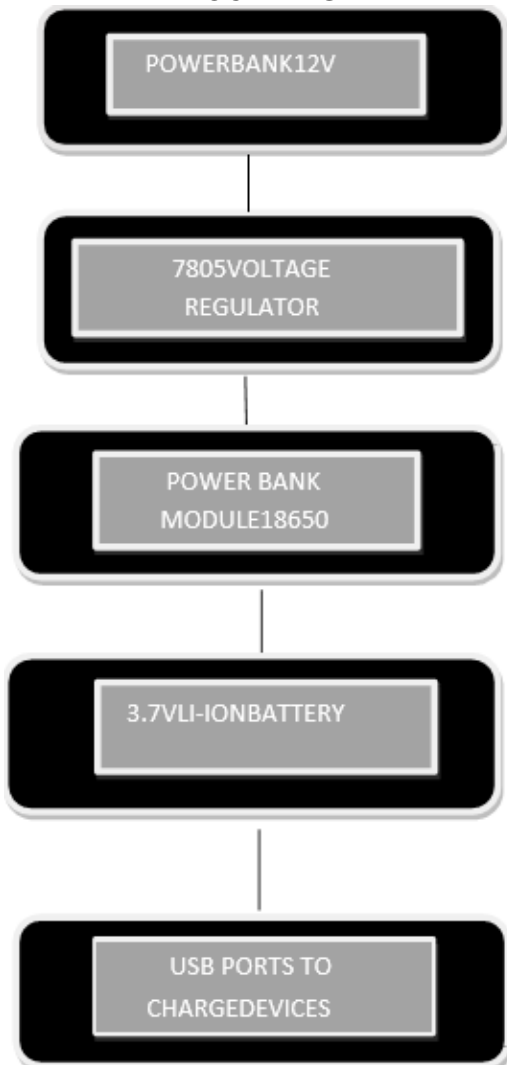 POWERBANK12V
7805VOLTAGE
REGULATOR
POWER BANK
MODULE18650
3.7VLI-IONBATTERY
USB PORTS TO
CHARGEDEVICES